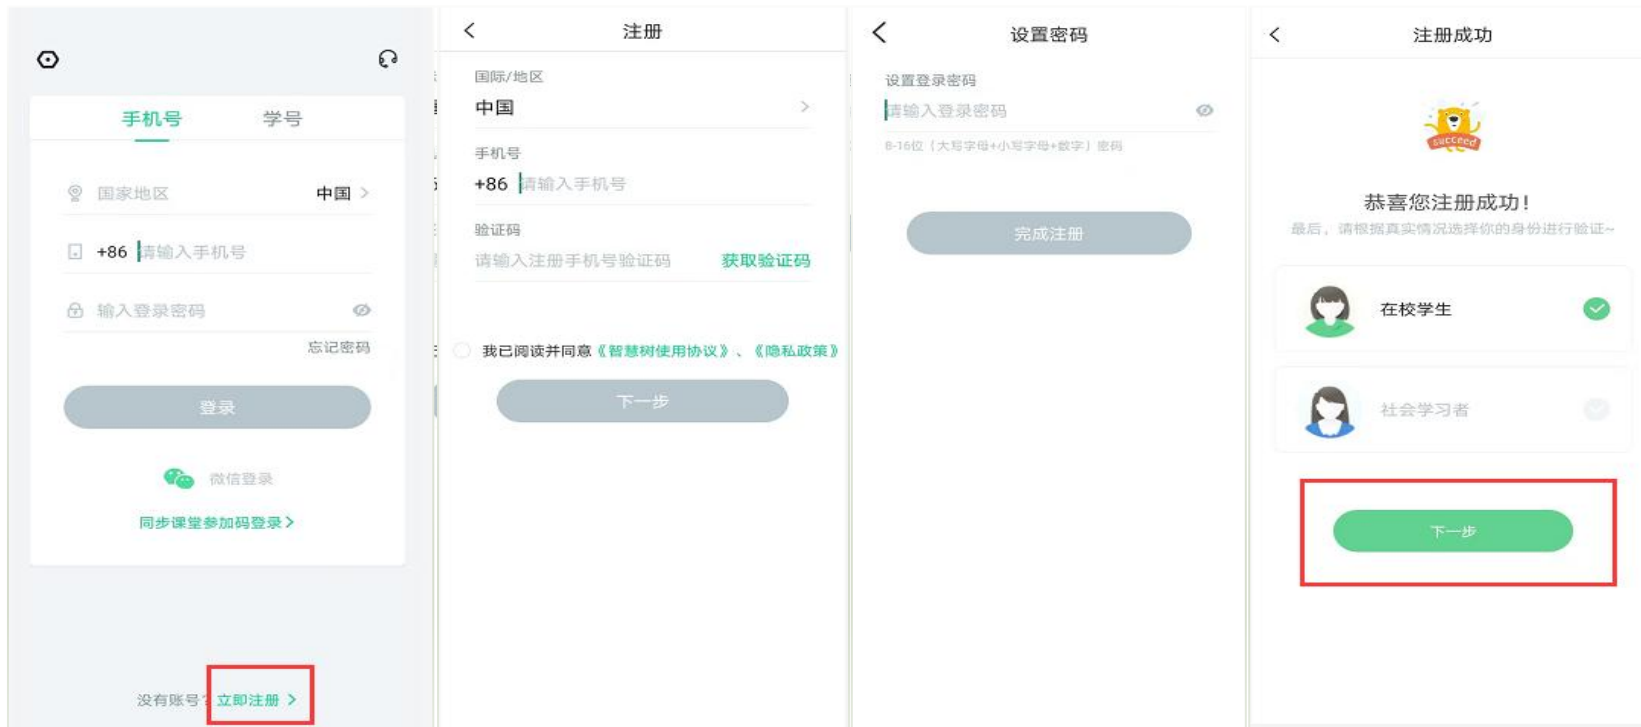 手机号 学号
国家地区 中国 >
+86 请输入手机号
输入登录密码
忘记密码
登录
微信登录
同步课堂参加码登录 >
没有账号? 立即注册 >
注册
国际/地区
中国 >
手机号
+86 请输入手机号
验证码
请输入注册手机号验证码 获取验证码
我已阅读并同意《智慧树使用协议》、《隐私政策》
下一步
设置密码
设置登录密码
请输入登录密码
8-16位 (大写字母+小写字母+数字) 密码
完成注册
注册成功
succeed
恭喜您注册成功!
最后，请根据真实情况选择你的身份进行验证~
在校学生
社会学习者
下一步